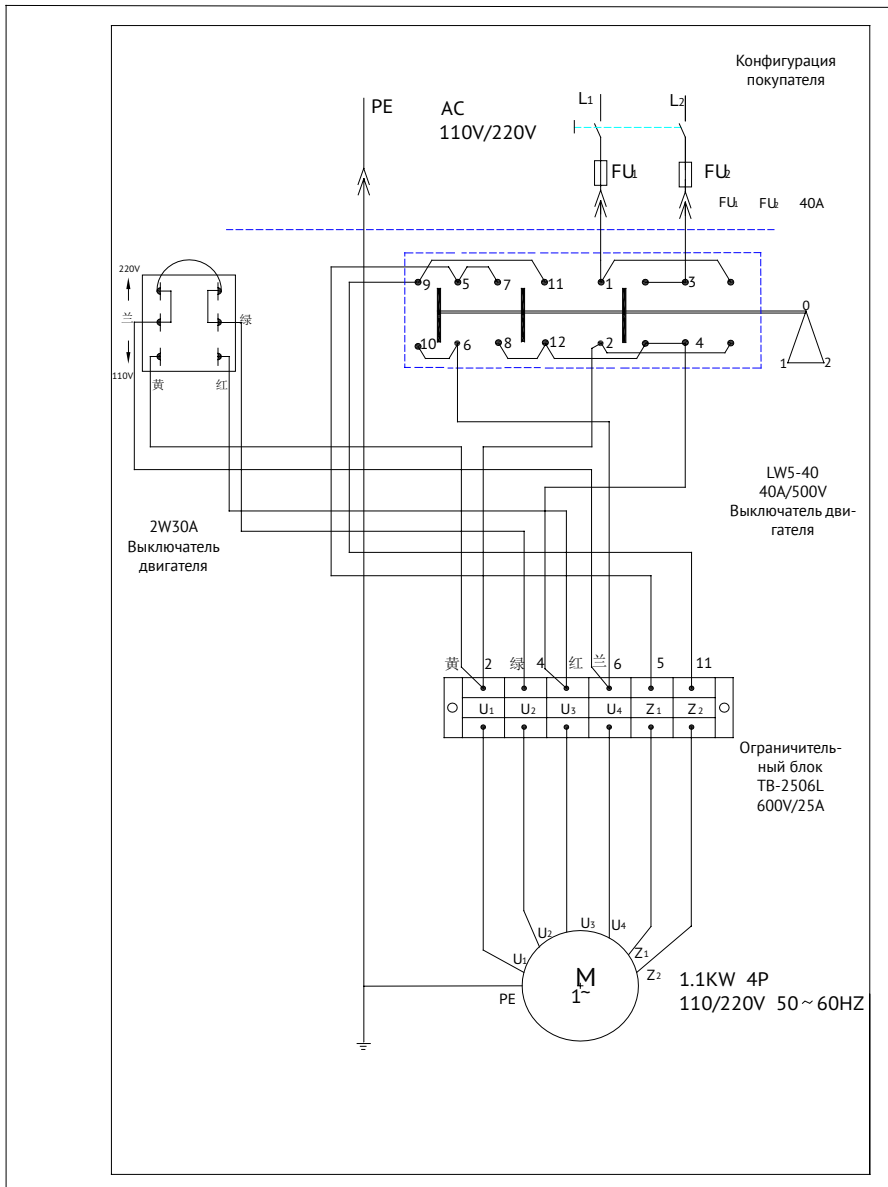 Конфигурация
покупателя
PE
AC
110V/220V
L1
L2
FU1
FU2
FU1 FU2 40A
220V
兰
绿
110V
黄
红
9
5
7
11
1
3
10
6
8
12
2
4
0
1
2
LW5-40
40A/500V
Выключатель дви-
гателя
2W30A
Выключатель
двигателя
黄 2 绿 4 红 兰 6 5 11
U1 U2 U3 U4 Z1 Z2
Ограничитель-
ный блок
TB-2506L
600V/25A
U1
U2
U3
U4
Z1
Z2
PE
M
1~
1.1KW 4P
110/220V 50~60HZ